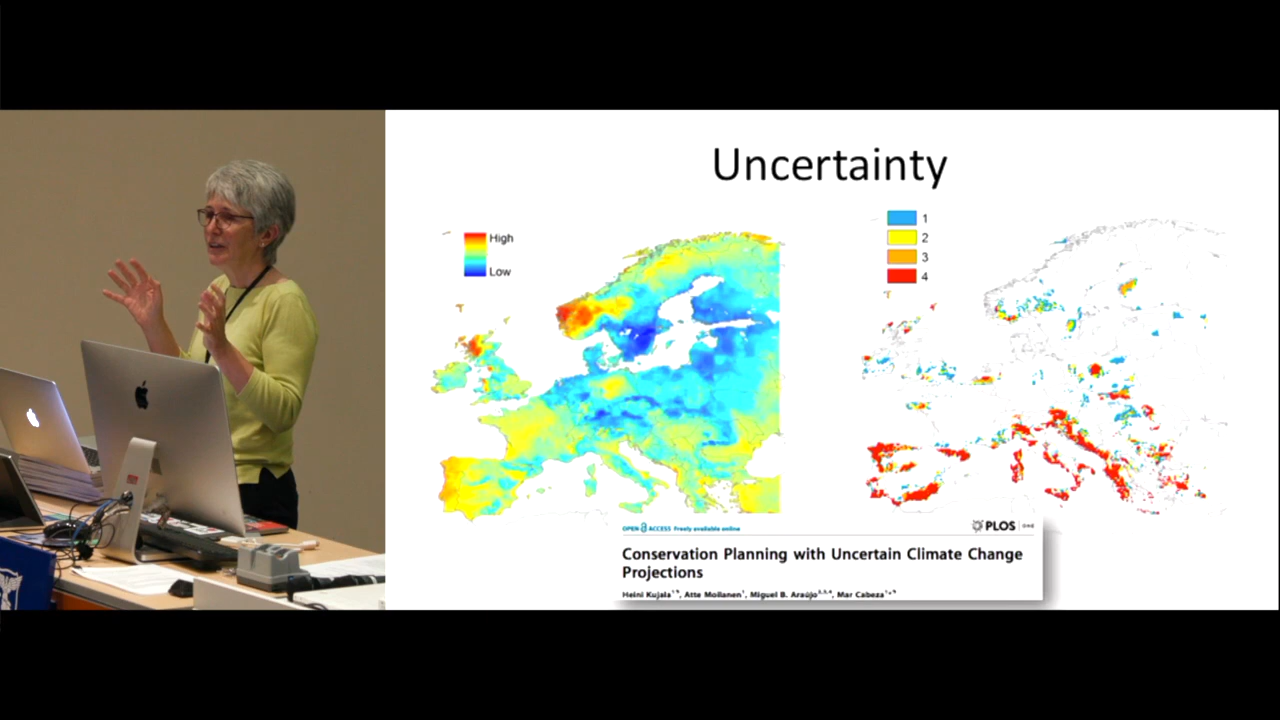 Uncertainty
High
Low
1
2
3
4
OPEN ACCESS Freely available online
PLOS ONE
Conservation Planning with Uncertain Climate Change
Projections
Heini Kujala, Atte Moilanen, Miguel B. Araújo, Mar Cabeza